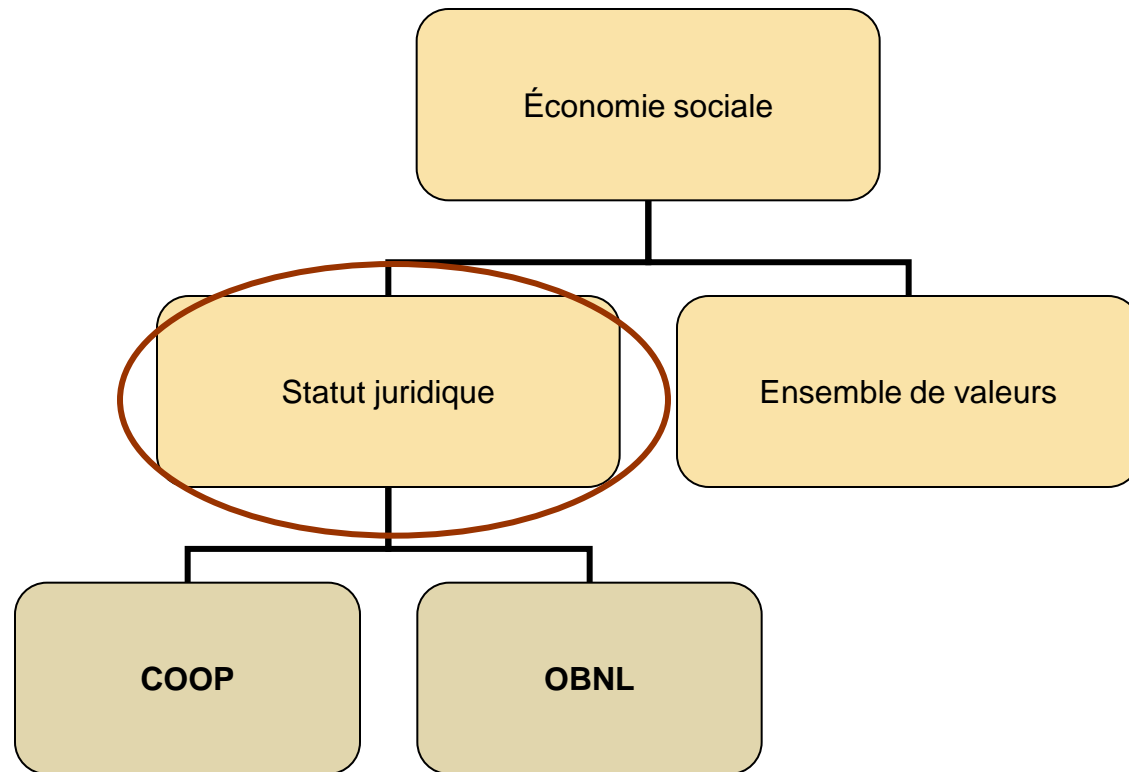 Économie sociale
Statut juridique
Ensemble de valeurs
COOP
OBNL